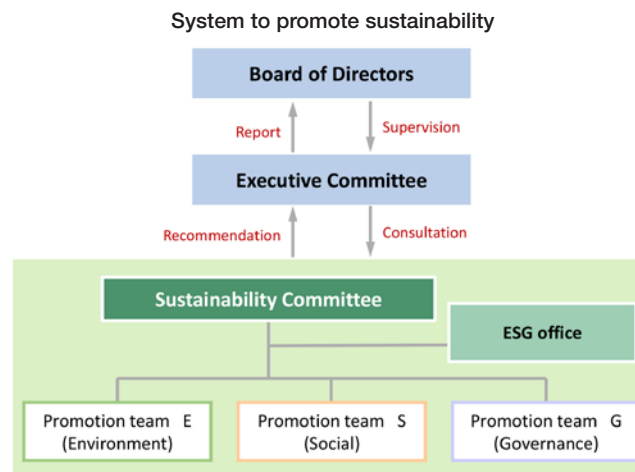 System to promote sustainability
Board of Directors
Report
Supervision
Executive Committee
Recommendation
Consultation
Sustainability Committee
ESG office
Promotion team E
(Environment)
Promotion team S
(Social)
Promotion team G
(Governance)